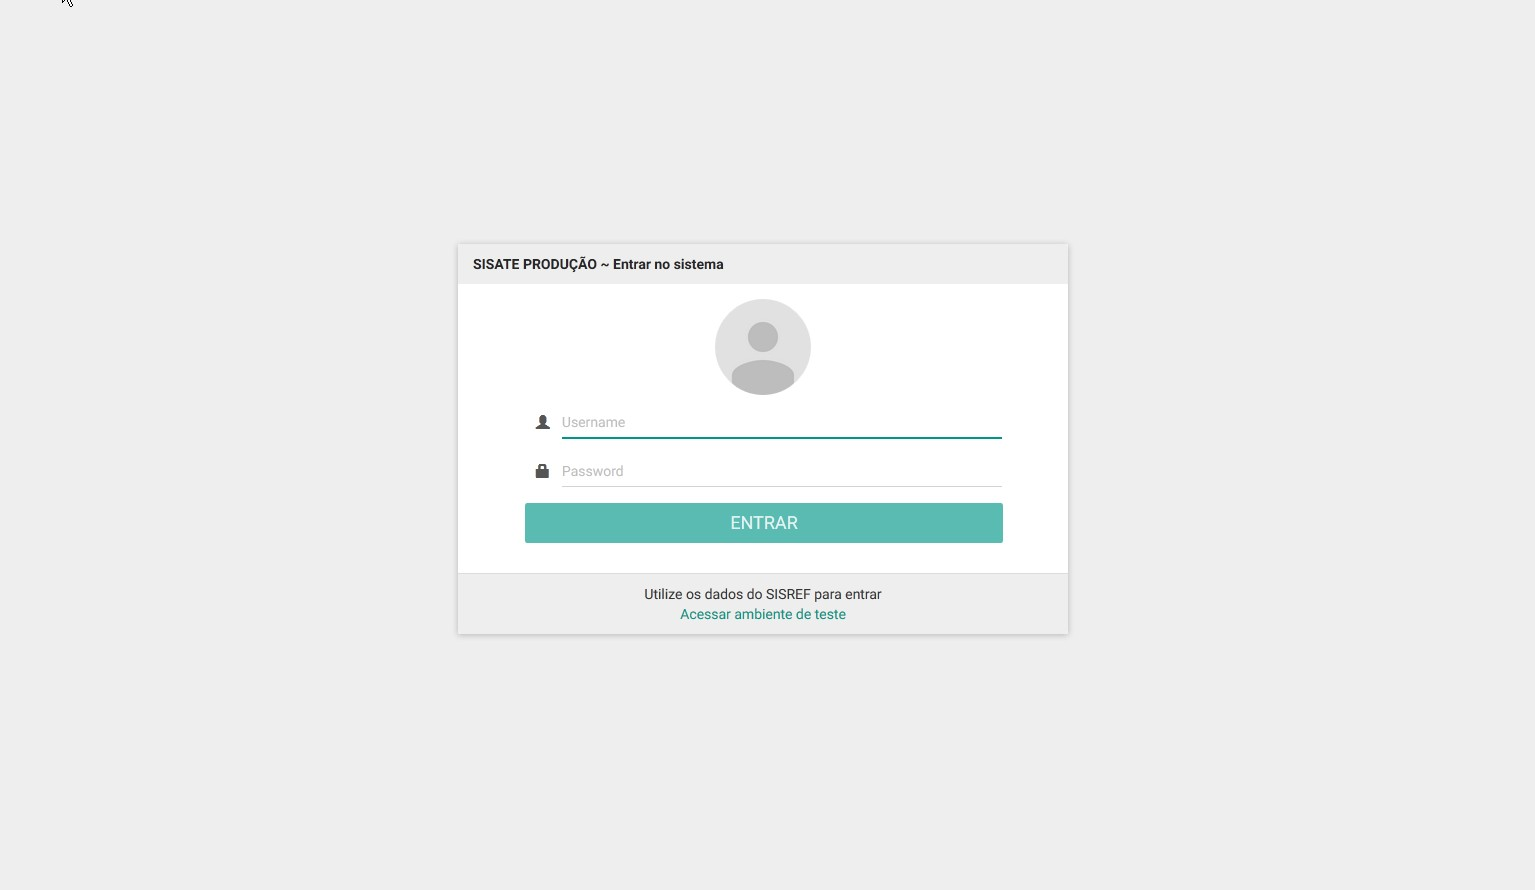 SISATE PRODUÇÃO ~ Entrar no sistema
Username
Password
ENTRAR
Utilize os dados do SISREF para entrar
Acessar ambiente de teste